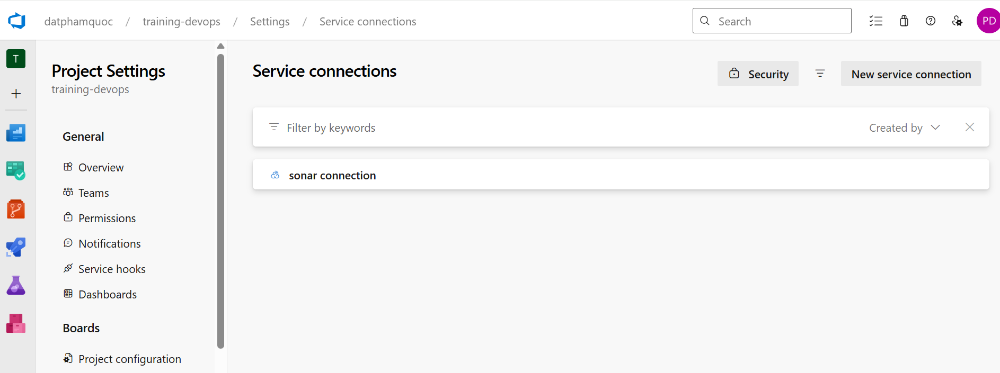 datphamquoc / training-devops / Settings / Service connections
Search
PD
T
Project Settings
training-devops
General
Overview
Teams
Permissions
Notifications
Service hooks
Dashboards
Boards
Project configuration
Service connections
Security
New service connection
Filter by keywords
Created by
sonar connection